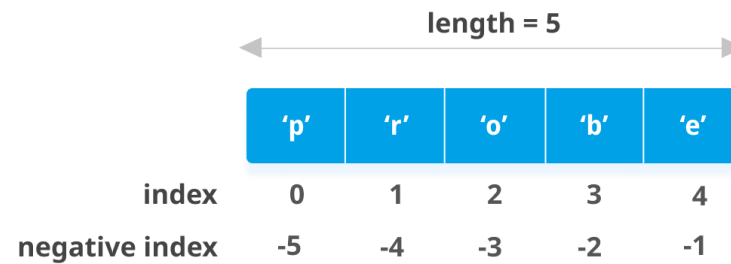 length = 5
‘p’ ‘r’ ‘o’ ‘b’ ‘e’
index 0 1 2 3 4
negative index -5 -4 -3 -2 -1